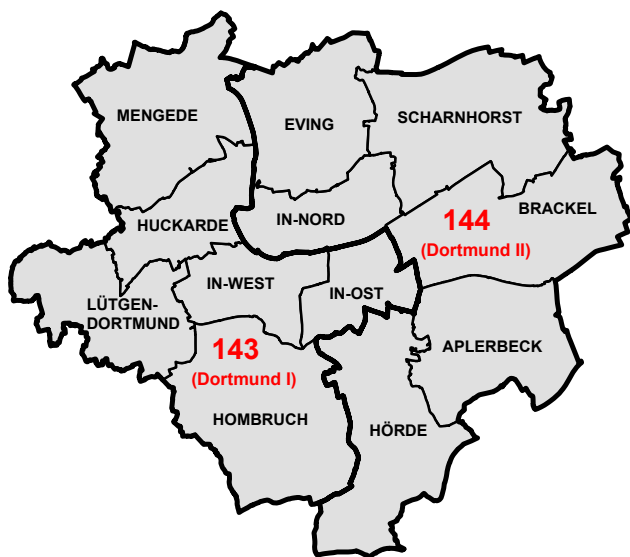 MENGEDE
EVING
SCHARNHORST
HUCKARDE
IN-NORD
144
BRACKEL
(Dortmund II)
IN-WEST
IN-OST
LÜTGEN-
DORTMUND
143
(Dortmund I)
APLERBECK
HOMBRUCH
HÖRDE